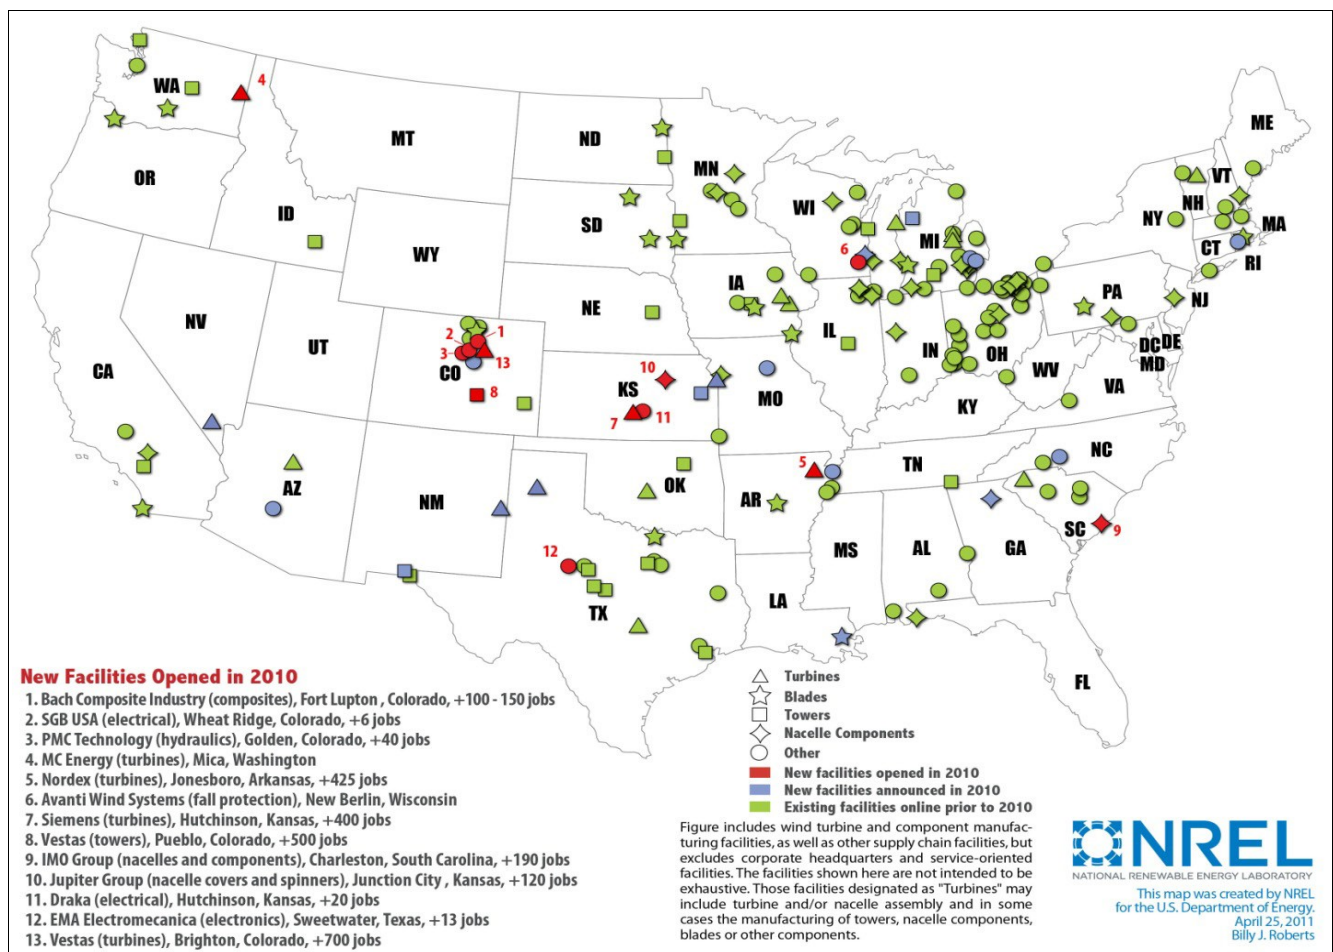 WA
4
MT
ND
MN
ME
VT
NH
NY
MA
CT
RI
OR
ID
WY
SD
WI
MI
6
IA
NE
IL
IN
OH
PA
NJ
DC
DE
MD
WV
VA
NV
UT
CA
2
1
3
13
CO
8
10
KS
7
11
MO
KY
TN
NC
AZ
NM
OK
5
AR
SC
9
MS
AL
GA
12
TX
LA
FL
New Facilities Opened in 2010
1. Bach Composite Industry (composites), Fort Lupton , Colorado, +100 - 150 jobs
2. SGB USA (electrical), Wheat Ridge, Colorado, +6 jobs
3. PMC Technology (hydraulics), Golden, Colorado, +40 jobs
4. MC Energy (turbines), Mica, Washington
5. Nordex (turbines), Jonesboro, Arkansas, +425 jobs
6. Avanti Wind Systems (fall protection), New Berlin, Wisconsin
7. Siemens (turbines), Hutchinson, Kansas, +400 jobs
8. Vestas (towers), Pueblo, Colorado, +500 jobs
9. IMO Group (nacelles and components), Charleston, South Carolina, +190 jobs
10. Jupiter Group (nacelle covers and spinners), Junction City , Kansas, +120 jobs
11. Draka (electrical), Hutchinson, Kansas, +20 jobs
12. EMA Electromecanica (electronics), Sweetwater, Texas, +13 jobs
13. Vestas (turbines), Brighton, Colorado, +700 jobs
Turbines
Blades
Towers
Nacelle Components
Other
New facilities opened in 2010
New facilities announced in 2010
Existing facilities online prior to 2010
Figure includes wind turbine and component manufac-
turing facilities, as well as other supply chain facilities, but
excludes corporate headquarters and service-oriented
facilities. The facilities shown here are not intended to be
exhaustive. Those facilities designated as "Turbines" may
include turbine and/or nacelle assembly and in some
cases the manufacturing of towers, nacelle components,
blades or other components.
NREL
NATIONAL RENEWABLE ENERGY LABORATORY
This map was created by NREL
for the U.S. Department of Energy.
April 25, 2011
Billy J. Roberts